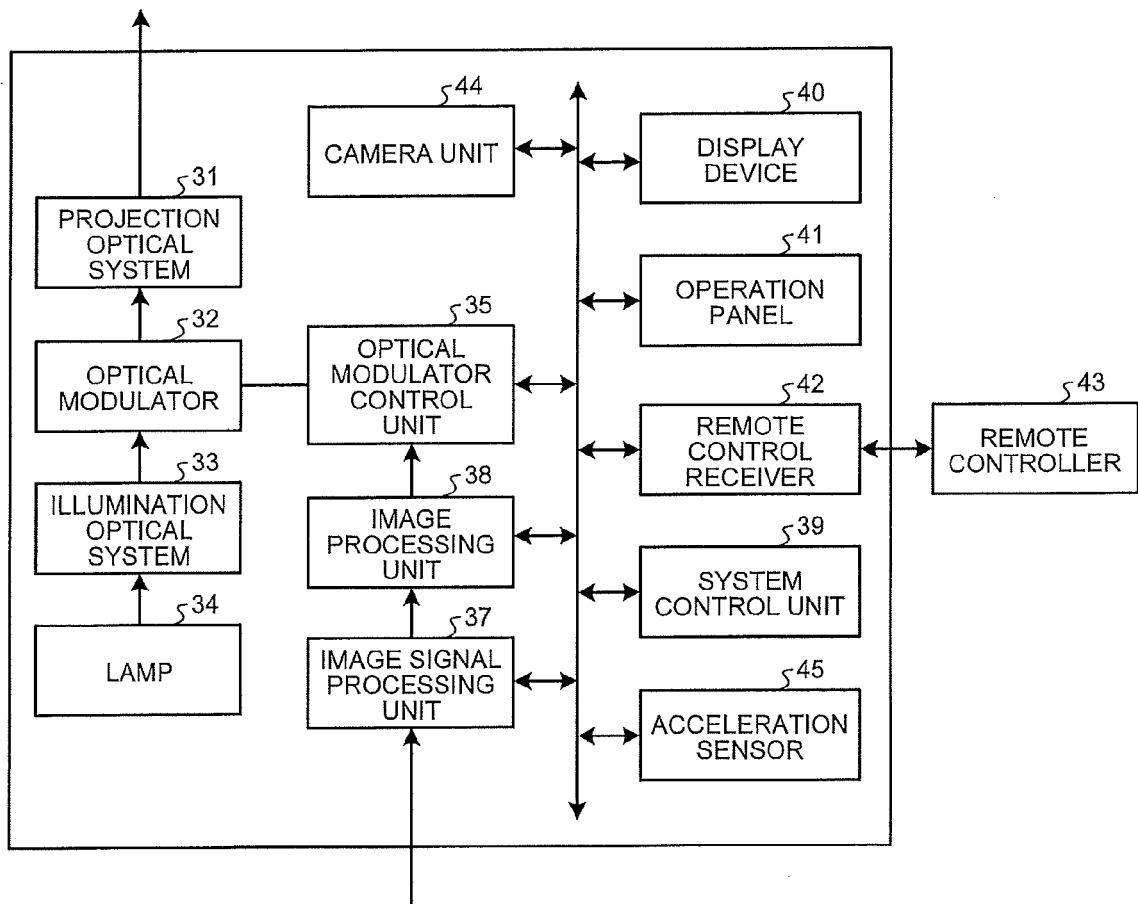 44
CAMERA UNIT
40
DISPLAY
DEVICE
31
PROJECTION
OPTICAL
SYSTEM
41
OPERATION
PANEL
32
OPTICAL
MODULATOR
35
OPTICAL
MODULATOR
CONTROL
UNIT
42
REMOTE
CONTROL
RECEIVER
43
REMOTE
CONTROLLER
33
ILLUMINATION
OPTICAL
SYSTEM
38
IMAGE
PROCESSING
UNIT
39
SYSTEM
CONTROL UNIT
34
LAMP
37
IMAGE SIGNAL
PROCESSING
UNIT
45
ACCELERATION
SENSOR